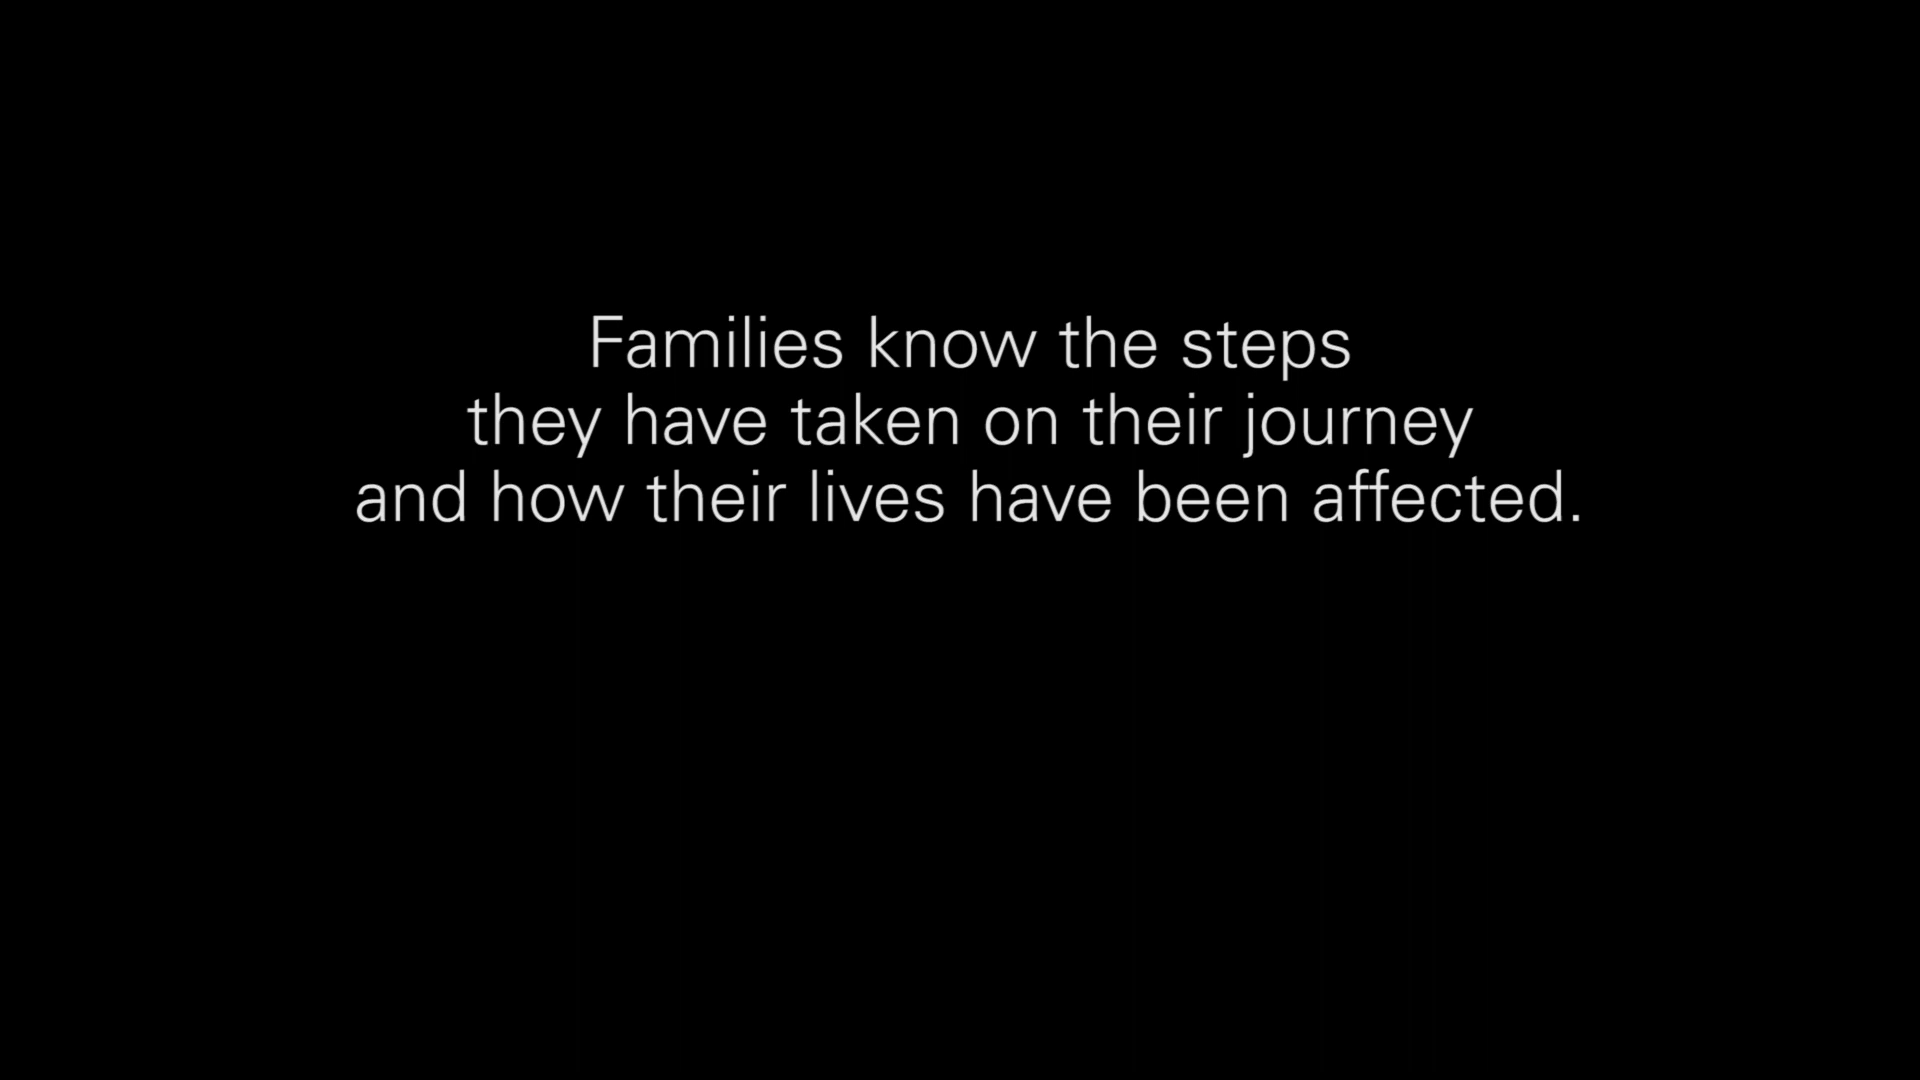 Families know the steps
they have taken on their journey
and how their lives have been affected.